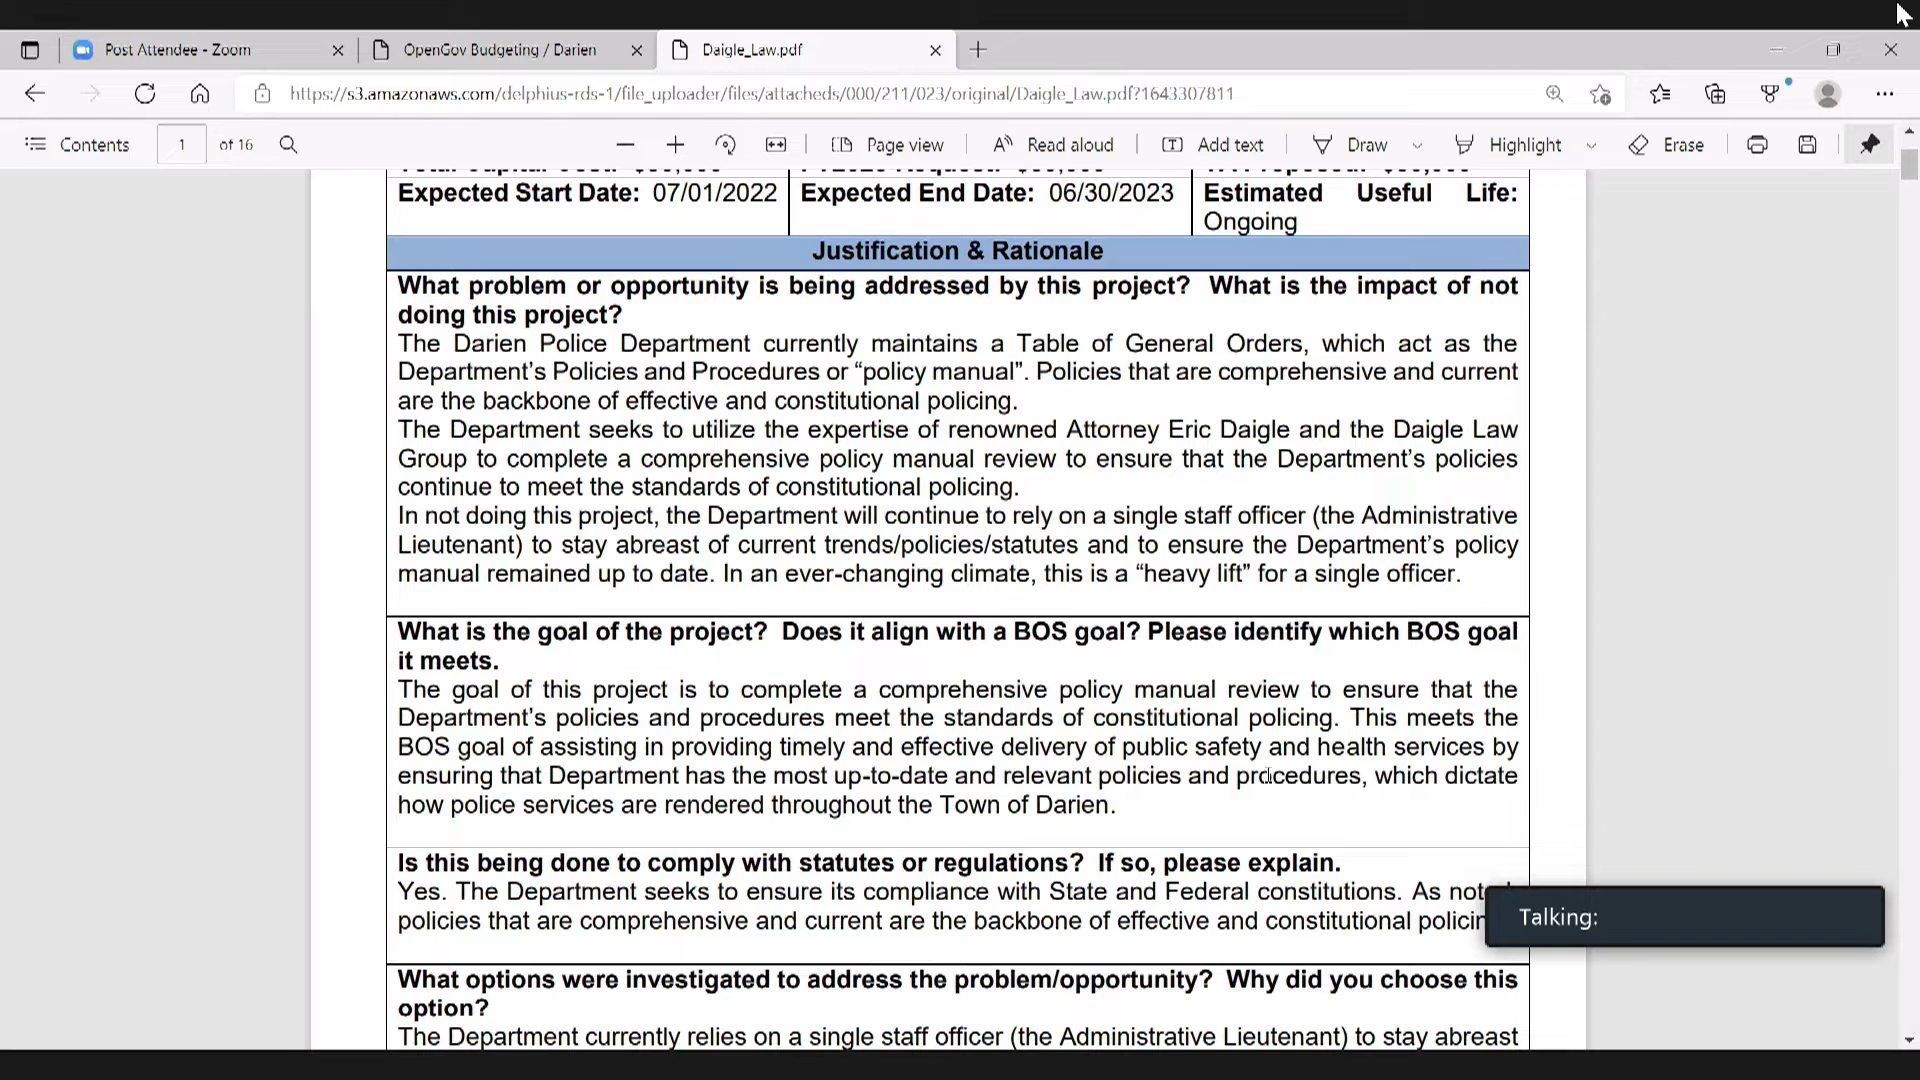 Post Attendee - Zoom
OpenGov Budgeting / Darien
Daigle_Law.pdf
https://s3.amazonaws.com/delphius-rds-1/file_uploader/files/attacheds/000/211/023/original/Daigle_Law.pdf?1643307811
Contents 1 of 16 Page view Read aloud Add text Draw Highlight Erase
Expected Start Date: 07/01/2022
Expected End Date: 06/30/2023
Estimated Useful Life:
Ongoing
Justification & Rationale
What problem or opportunity is being addressed by this project? What is the impact of not
doing this project?
The Darien Police Department currently maintains a Table of General Orders, which act as the
Department’s Policies and Procedures or “policy manual”. Policies that are comprehensive and current
are the backbone of effective and constitutional policing.
The Department seeks to utilize the expertise of renowned Attorney Eric Daigle and the Daigle Law
Group to complete a comprehensive policy manual review to ensure that the Department’s policies
continue to meet the standards of constitutional policing.
In not doing this project, the Department will continue to rely on a single staff officer (the Administrative
Lieutenant) to stay abreast of current trends/policies/statutes and to ensure the Department’s policy
manual remained up to date. In an ever-changing climate, this is a “heavy lift” for a single officer.
What is the goal of the project? Does it align with a BOS goal? Please identify which BOS goal
it meets.
The goal of this project is to complete a comprehensive policy manual review to ensure that the
Department’s policies and procedures meet the standards of constitutional policing. This meets the
BOS goal of assisting in providing timely and effective delivery of public safety and health services by
ensuring that Department has the most up-to-date and relevant policies and procedures, which dictate
how police services are rendered throughout the Town of Darien.
Is this being done to comply with statutes or regulations? If so, please explain.
Yes. The Department seeks to ensure its compliance with State and Federal constitutions. As
policies that are comprehensive and current are the backbone of effective and constitutional
Talking:
What options were investigated to address the problem/opportunity? Why did you choose this
option?
The Department currently relies on a single staff officer (the Administrative Lieutenant) to stay abreast